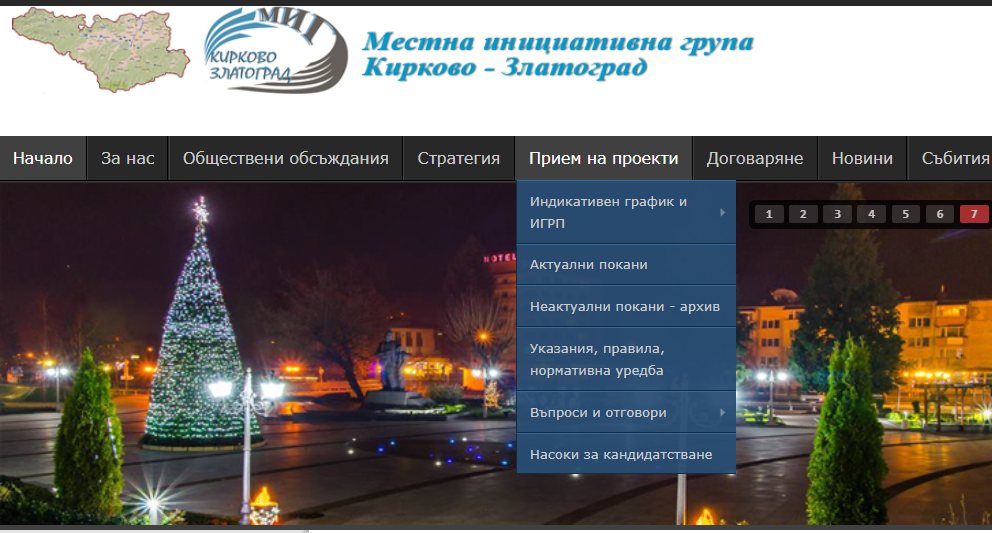 МИГ
КИРКОВО
ЗЛАТОГРАД
Местна инициативна група
Кирково - Златоград
Начало За нас Обществени обсъждания Стратегия Прием на проекти Договаряне Новини Събития
Индикативен график и
ИГРП
Актуални покани
Неактуални покани - архив
Указания, правила,
нормативна уредба
Въпроси и отговори
Насоки за кандидатстване
1 2 3 4 5 6 7
HOTEL